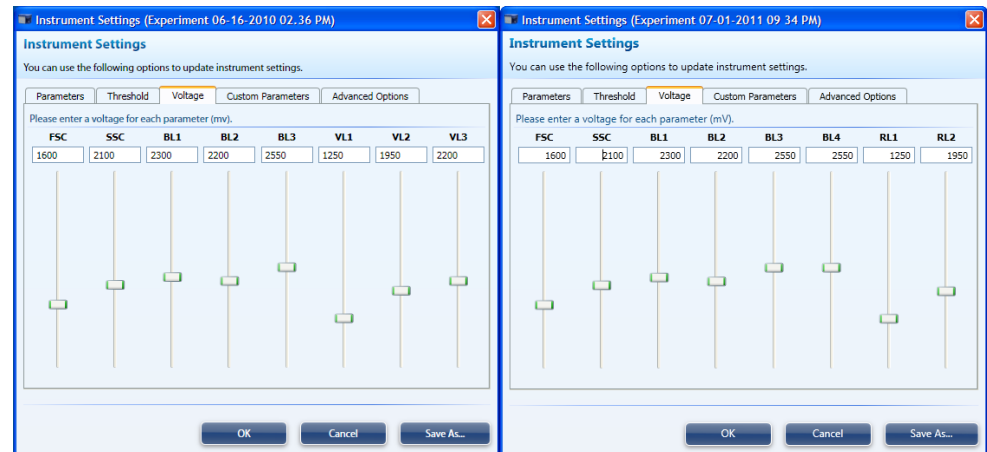 Instrument Settings (Experiment 06-16-2010 02.36 PM)
Instrument Settings
You can use the following options to update instrument settings.
Parameters Threshold Voltage Custom Parameters Advanced Options
Please enter a voltage for each parameter (mv).
FSC SSC BL1 BL2 BL3 VL1 VL2 VL3
1600 2100 2300 2200 2550 1250 1950 2200
OK Cancel Save As...
Instrument Settings (Experiment 07-01-2011 09 34 PM)
Instrument Settings
You can use the following options to update instrument settings.
Parameters Threshold Voltage Custom Parameters Advanced Options
Please enter a voltage for each parameter (mV).
FSC SSC BL1 BL2 BL3 BL4 RL1 RL2
1600 2100 2300 2200 2550 2550 1250 1950
OK Cancel Save As...